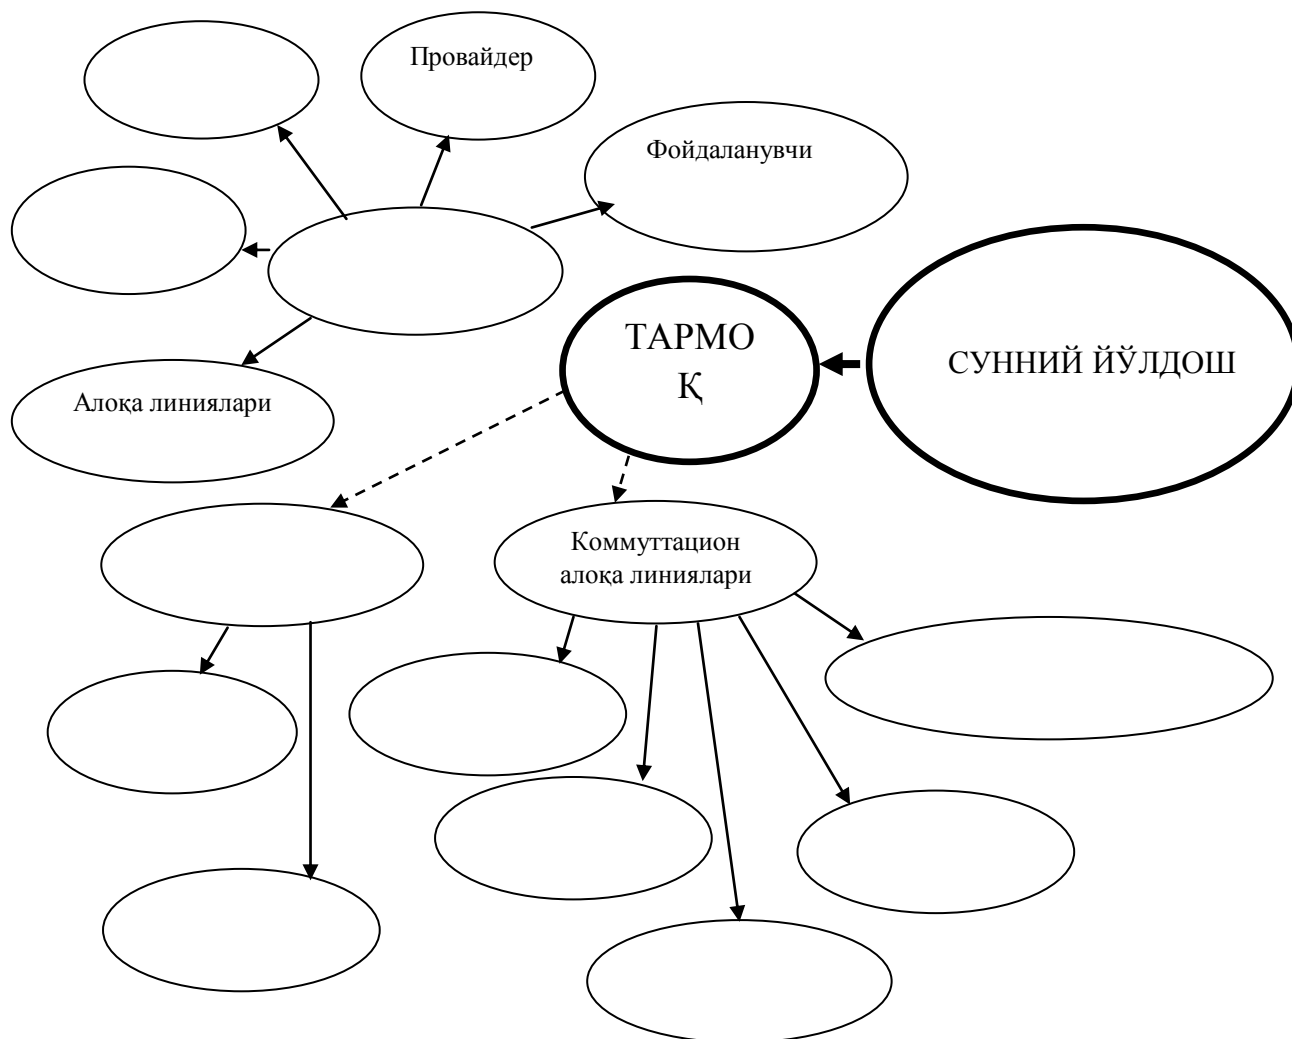 Провайдер
Фойдаланувчи
ТАРМО
Қ
СУННИЙ ЙЎЛДОШ
Алоқа линиялари
Коммуттацион
алоқа линиялари